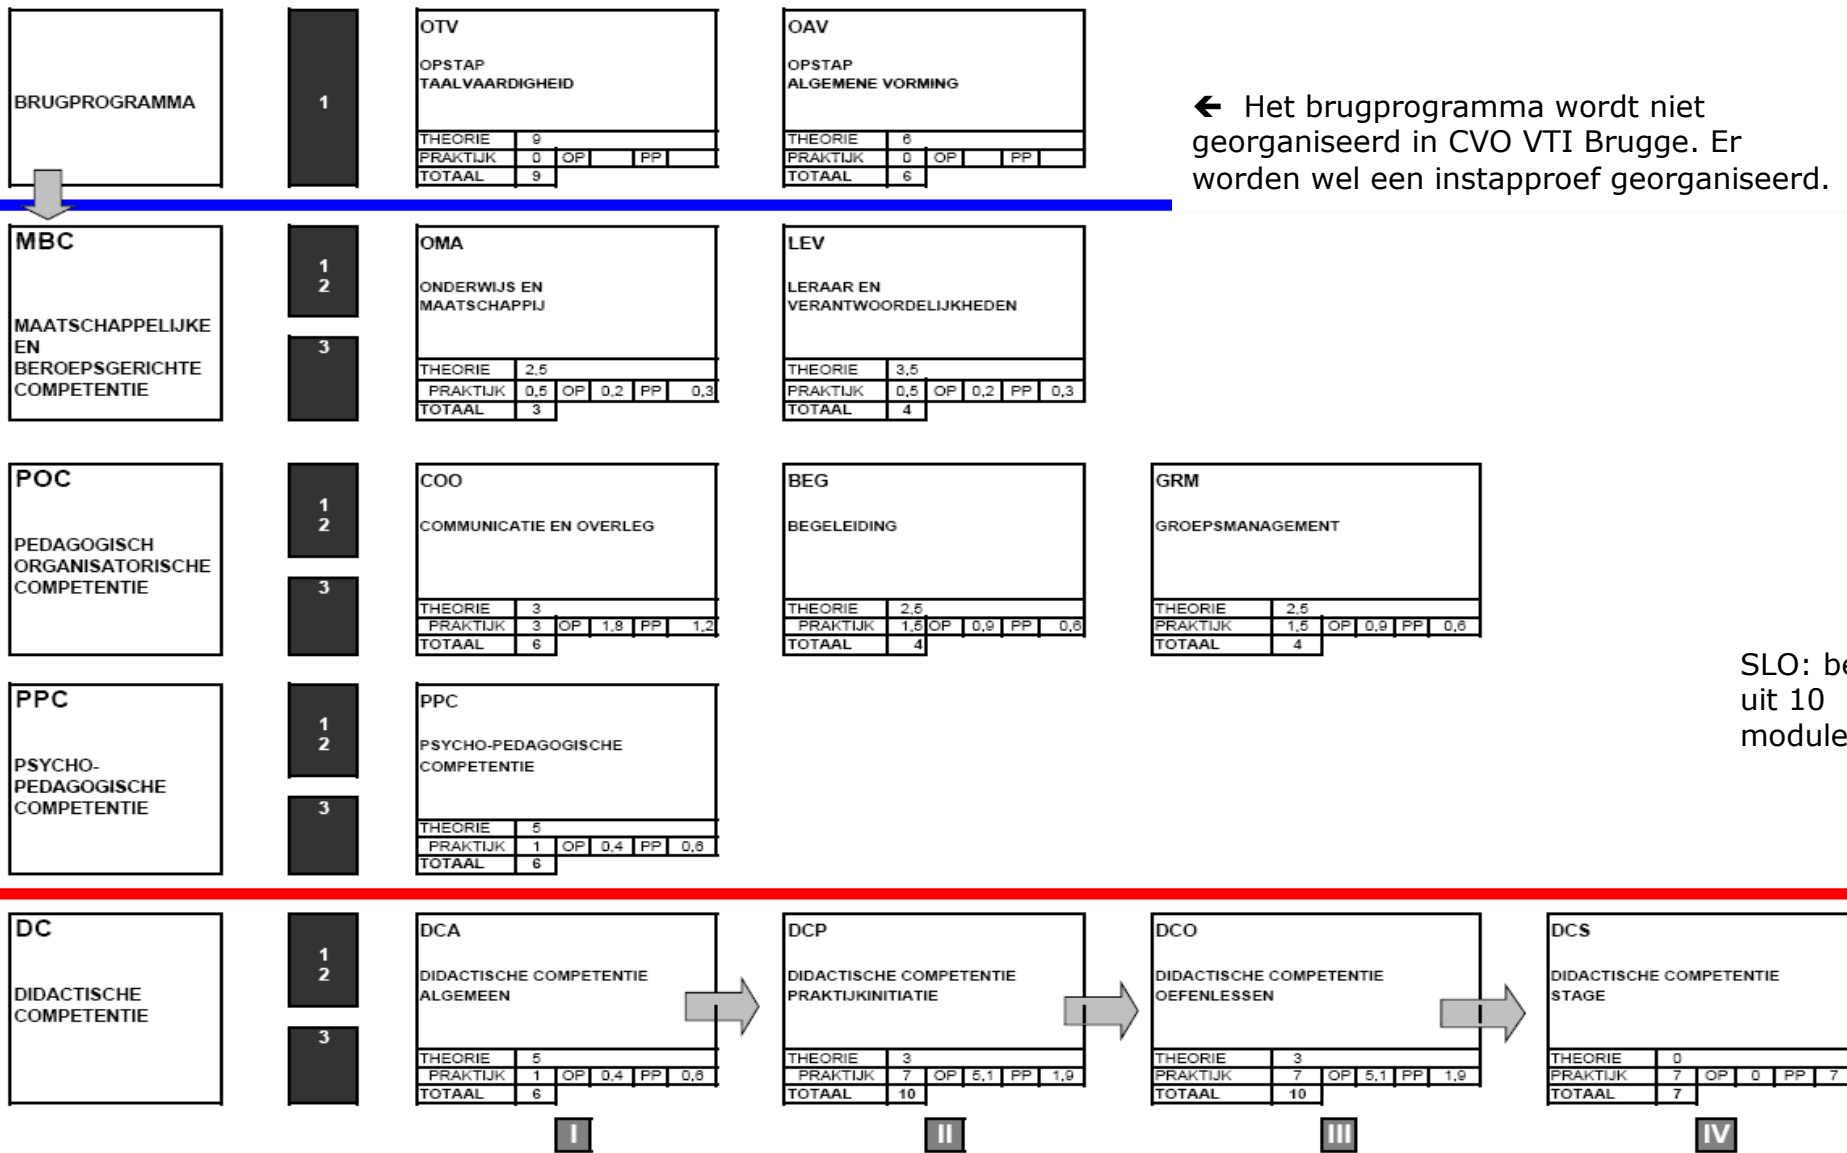 BRUGPROGRAMMA
1
OTV
OPSTAP
TAALVAARDIGHEID
THEORIE 9
PRAKTIJK 0 OP PP
TOTAAL 9
OAV
OPSTAP
ALGEMENE VORMING
THEORIE 6
PRAKTIJK 0 OP PP
TOTAAL 6
← Het brugprogramma wordt niet
georganiseerd in CVO VTI Brugge. Er
worden wel een instapproef georganiseerd.
MBC
MAATSCHAPPELIJKE
EN
BEROEPSGERICHTE
COMPETENTIE
1
2
3
OMA
ONDERWIJS EN
MAATSCHAPPIJ
THEORIE 2,5
PRAKTIJK 0,5 OP 0,2 PP 0,3
TOTAAL 3
LEV
LERAAR EN
VERANTWOORDELIJKHEDEN
THEORIE 3,5
PRAKTIJK 0,5 OP 0,2 PP 0,3
TOTAAL 4
POC
PEDAGOGISCH
ORGANISATORISCHE
COMPETENTIE
1
2
3
COO
COMMUNICATIE EN OVERLEG
THEORIE 3
PRAKTIJK 3 OP 1,8 PP 1,2
TOTAAL 6
BEG
BEGELEIDING
THEORIE 2,5
PRAKTIJK 1,5 OP 0,9 PP 0,6
TOTAAL 4
GRM
GROEPSMANAGEMENT
THEORIE 2,5
PRAKTIJK 1,5 OP 0,9 PP 0,6
TOTAAL 4
SLO: be
uit 10
module
PPC
PSYCHO-
PEDAGOGISCHE
COMPETENTIE
1
2
3
PPC
PSYCHO-PEDAGOGISCHE
COMPETENTIE
THEORIE 5
PRAKTIJK 1 OP 0,4 PP 0,6
TOTAAL 6
DC
DIDACTISCHE
COMPETENTIE
1
2
3
DCA
DIDACTISCHE COMPETENTIE
ALGEMEEN
THEORIE 5
PRAKTIJK 1 OP 0,4 PP 0,6
TOTAAL 6
I
DCP
DIDACTISCHE COMPETENTIE
PRAKTIJKINITIATIE
THEORIE 3
PRAKTIJK 7 OP 5,1 PP 1,9
TOTAAL 10
II
DCO
DIDACTISCHE COMPETENTIE
OEFENLESSEN
THEORIE 3
PRAKTIJK 7 OP 5,1 PP 1,9
TOTAAL 10
III
DCS
DIDACTISCHE COMPETENTIE
STAGE
THEORIE 0
PRAKTIJK 7 OP 0 PP 7
TOTAAL 7
IV